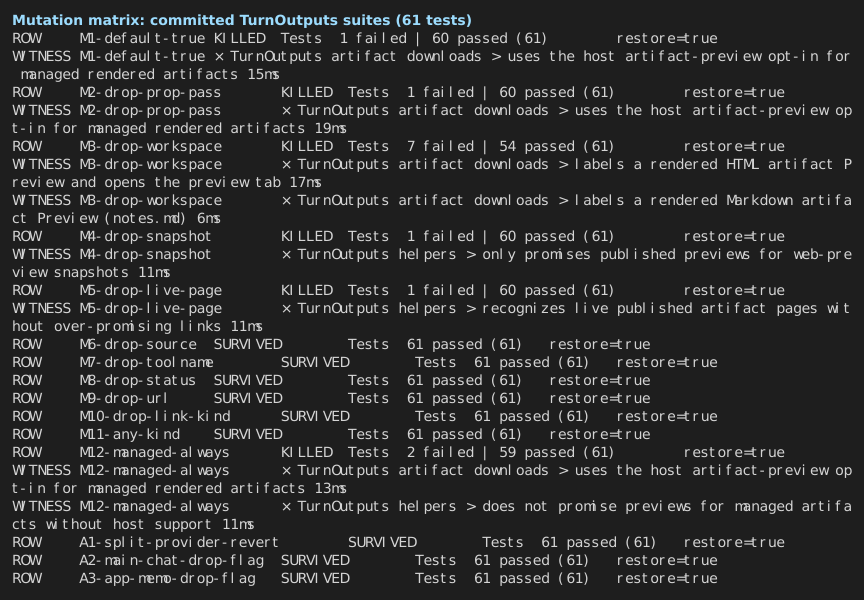 Mutation matrix: committed TurnOutputs suites (61 tests)
ROW M1-default-true KILLED Tests 1 failed | 60 passed (61) restore=true
WITNESS M1-default-true × TurnOutputs artifact downloads > uses the host artifact-preview opt-in for
managed rendered artifacts 15ms
ROW M2-drop-prop-pass KILLED Tests 1 failed | 60 passed (61) restore=true
WITNESS M2-drop-prop-pass × TurnOutputs artifact downloads > uses the host artifact-preview op
t-in for managed rendered artifacts 19ms
ROW M3-drop-workspace KILLED Tests 7 failed | 54 passed (61) restore=true
WITNESS M3-drop-workspace × TurnOutputs artifact downloads > labels a rendered HTML artifact P
review and opens the preview tab 17ms
WITNESS M3-drop-workspace × TurnOutputs artifact downloads > labels a rendered Markdown artifa
ct Preview (notes.md) 6ms
ROW M4-drop-snapshot KILLED Tests 1 failed | 60 passed (61) restore=true
WITNESS M4-drop-snapshot × TurnOutputs helpers > only promises published previews for web-pre
view snapshots 11ms
ROW M5-drop-live-page KILLED Tests 1 failed | 60 passed (61) restore=true
WITNESS M5-drop-live-page × TurnOutputs helpers > recognizes live published artifact pages wit
hout over-promising links 11ms
ROW M6-drop-source SURVIVED Tests 61 passed (61) restore=true
ROW M7-drop-toolname SURVIVED Tests 61 passed (61) restore=true
ROW M8-drop-status SURVIVED Tests 61 passed (61) restore=true
ROW M9-drop-url SURVIVED Tests 61 passed (61) restore=true
ROW M10-drop-link-kind SURVIVED Tests 61 passed (61) restore=true
ROW M11-any-kind SURVIVED Tests 61 passed (61) restore=true
ROW M12-managed-always KILLED Tests 2 failed | 59 passed (61) restore=true
WITNESS M12-managed-always × TurnOutputs artifact downloads > uses the host artifact-preview op
t-in for managed rendered artifacts 13ms
WITNESS M12-managed-always × TurnOutputs helpers > does not promise previews for managed artifa
cts without host support 11ms
ROW A1-split-provider-revert SURVIVED Tests 61 passed (61) restore=true
ROW A2-main-chat-drop-flag SURVIVED Tests 61 passed (61) restore=true
ROW A3-app-memo-drop-flag SURVIVED Tests 61 passed (61) restore=true